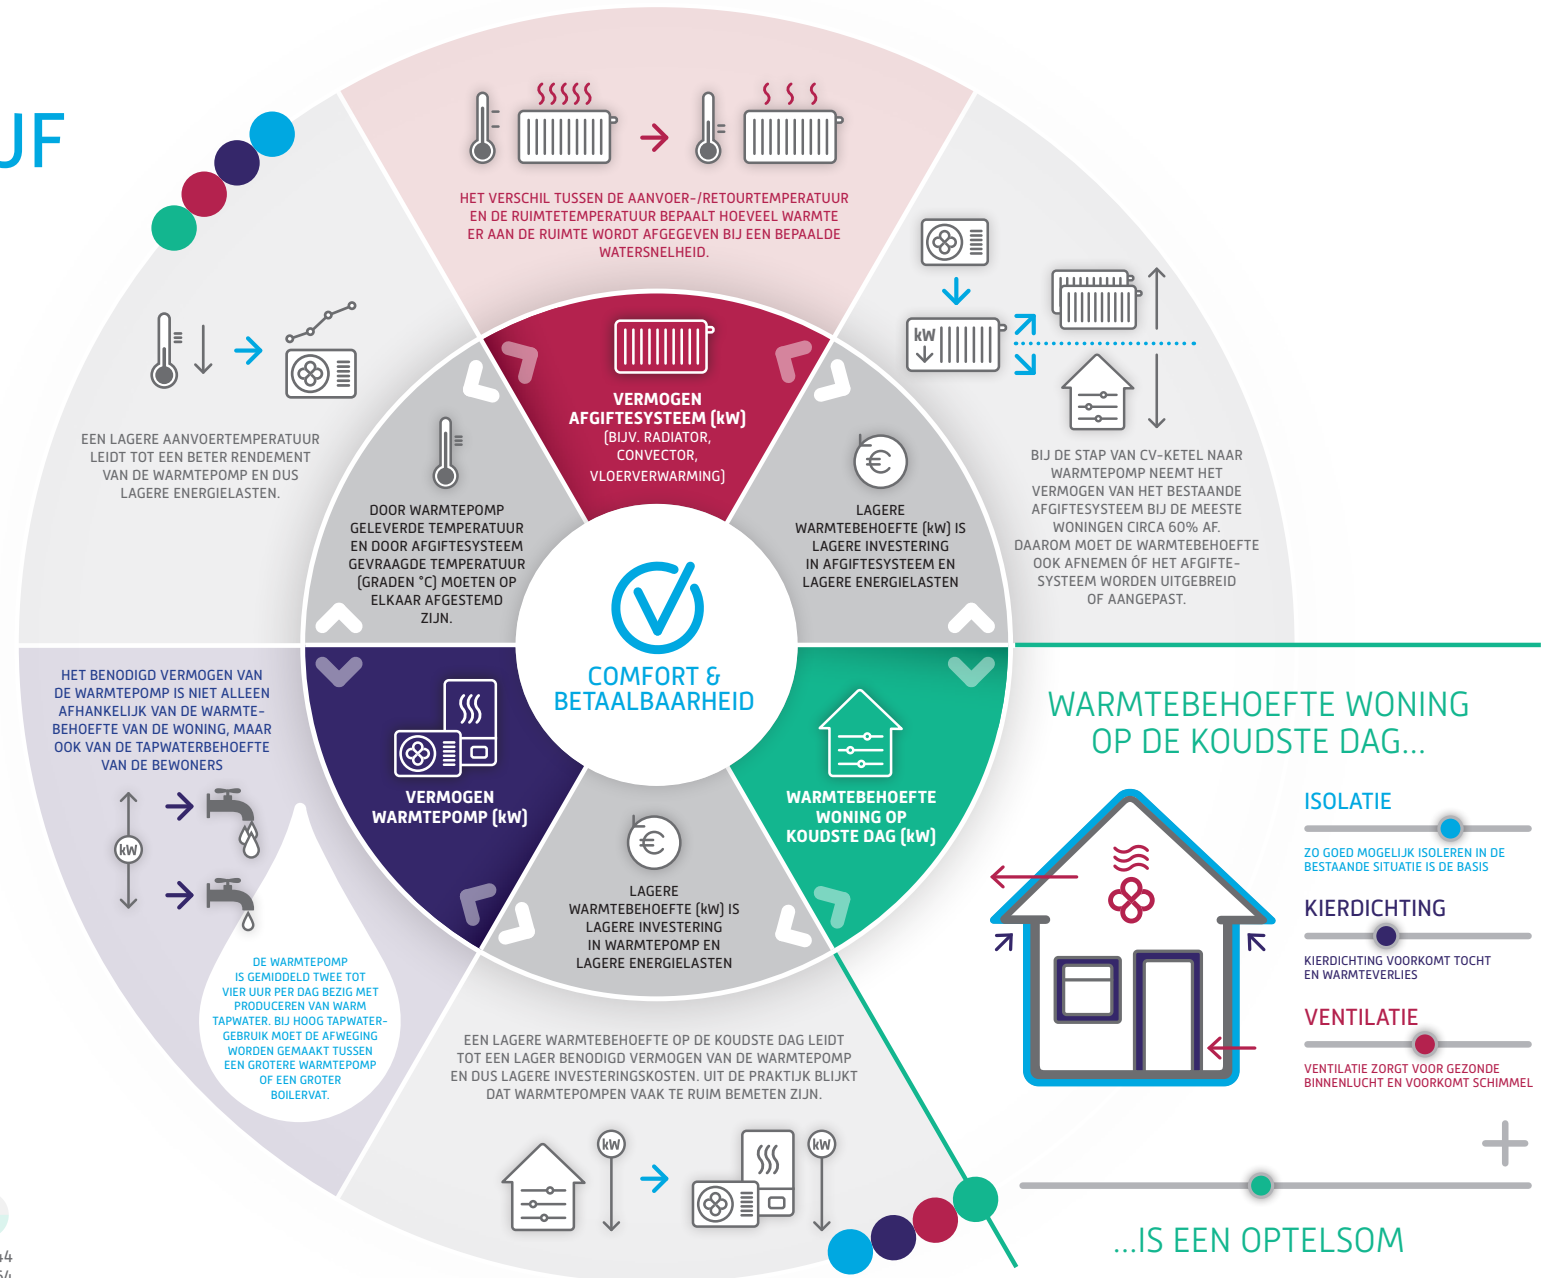 UF
HET VERSCHIL TUSSEN DE AANVOER-/RETOURTEMPERATUUR
EN DE RUIMTETEMPERATUUR BEPAALT HOEVEEL WARMTE
ER AAN DE RUIMTE WORDT AFGEGEVEN BIJ EEN BEPAALDE
WATERSNELHEID.
EEN LAGERE AANVOERTEMPERATUUR
LEIDT TOT EEN BETER RENDEMENT
VAN DE WARMTEPOMP EN DUS
LAGERE ENERGIELASTEN.
kW
BIJ DE STAP VAN CV-KETEL NAAR
WARMTEPOMP NEEMT HET
VERMOGEN VAN HET BESTAANDE
AFGIFTESYSTEEM BIJ DE MEESTE
WONINGEN CIRCA 60% AF.
DAAROM MOET DE WARMTEBEHOEFTE
OOK AFNEMEN ÓF HET AFGIFTE-
SYSTEEM WORDEN UITGEBREID
OF AANGEPAST.
VERMOGEN
AFGIFTESYSTEEM (kW)
(BIJV. RADIATOR,
CONVECTOR,
VLOERVERWARMING)
DOOR WARMTEPOMP
GELEVERDE TEMPERATUUR
EN DOOR AFGIFTESYSTEEM
GEVRAAGDE TEMPERATUUR
(GRADEN °C) MOETEN OP
ELKAAR AFGESTEMD
ZIJN.
€
LAGERE
WARMTEBEHOEFTE (kW) IS
LAGERE INVESTERING
IN AFGIFTESYSTEEM EN
LAGERE ENERGIELASTEN
COMFORT &
BETAALBAARHEID
VERMOGEN
WARMTEPOMP (kW)
WARMTEBEHOEFTE
WONING OP
KOUDSTE DAG (kW)
€
LAGERE
WARMTEBEHOEFTE (kW) IS
LAGERE INVESTERING
IN WARMTEPOMP EN
LAGERE ENERGIELASTEN
HET BENODIGD VERMOGEN VAN
DE WARMTEPOMP IS NIET ALLEEN
AFHANKELIJK VAN DE WARMTE-
BEHOEFTE VAN DE WONING, MAAR
OOK VAN DE TAPWATERBEHOEFTE
VAN DE BEWONERS
kW
DE WARMTEPOMP
IS GEMIDDELD TWEE TOT
VIER UUR PER DAG BEZIG MET
PRODUCEREN VAN WARM
TAPWATER. BIJ HOOG TAPWATER-
GEBRUIK MOET DE AFWEGING
WORDEN GEMAAKT TUSSEN
EEN GROTERE WARMTEPOMP
OF EEN GROTER
BOILERVAT.
EEN LAGERE WARMTEBEHOEFTE OP DE KOUDSTE DAG LEIDT
TOT EEN LAGER BENODIGD VERMOGEN VAN DE WARMTEPOMP
EN DUS LAGERE INVESTERINGSKOSTEN. UIT DE PRAKTIJK BLIJKT
DAT WARMTEPOMPEN VAAK TE RUIM BEMETEN ZIJN.
kW
kW
WARMTEBEHOEFTE WONING
OP DE KOUDSTE DAG...
ISOLATIE
ZO GOED MOGELIJK ISOLEREN IN DE
BESTAANDE SITUATIE IS DE BASIS
KIERDICHTING
KIERDICHTING VOORKOMT TOCHT
EN WARMTEVERLIES
VENTILATIE
VENTILATIE ZORGT VOOR GEZONDE
BINNENLUCHT EN VOORKOMT SCHIMMEL
+
...IS EEN OPTELSOM